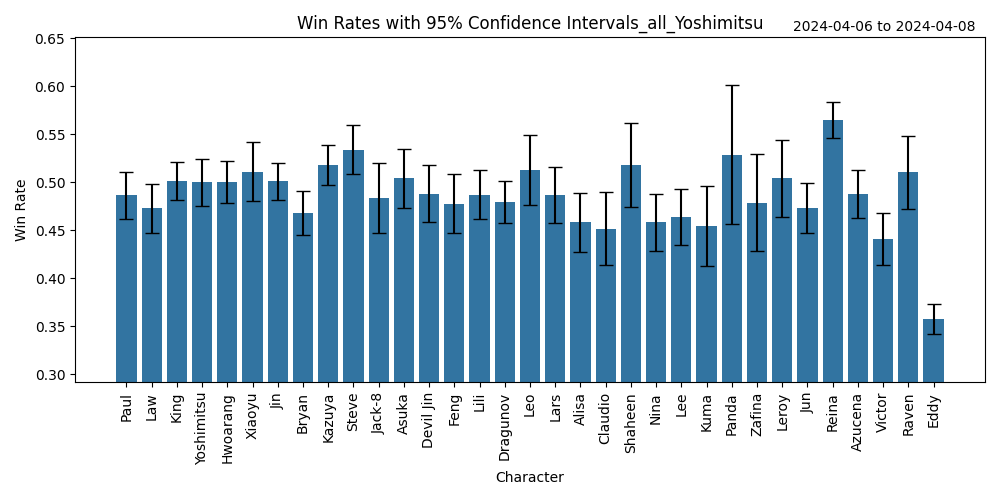 Win Rates with 95% Confidence Intervals_all_Yoshimitsu
2024-04-06 to 2024-04-08
Win Rate
0.65
0.60
0.55
0.50
0.45
0.40
0.35
0.30
Paul
Law
King
Yoshimitsu
Hwoarang
Xiaoyu
Jin
Bryan
Kazuya
Steve
Jack-8
Asuka
Devil Jin
Feng
Lili
Dragunov
Leo
Lars
Alisa
Claudio
Shaheen
Nina
Lee
Kuma
Panda
Zafina
Leroy
Jun
Reina
Azucena
Victor
Raven
Eddy
Character